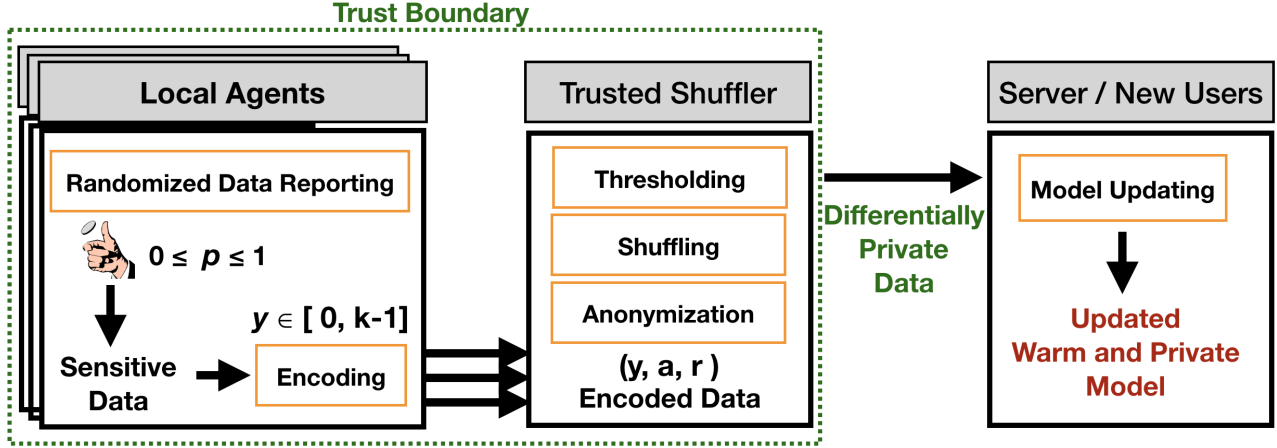 Trust Boundary
Local Agents
Randomized Data Reporting
0 ≤ p ≤ 1
y ∈ [ 0, k-1]
Sensitive
Data
Encoding
Trusted Shuffler
Thresholding
Shuffling
Anonymization
(y, a, r )
Encoded Data
Differentially
Private
Data
Server / New Users
Model Updating
Updated
Warm and Private
Model